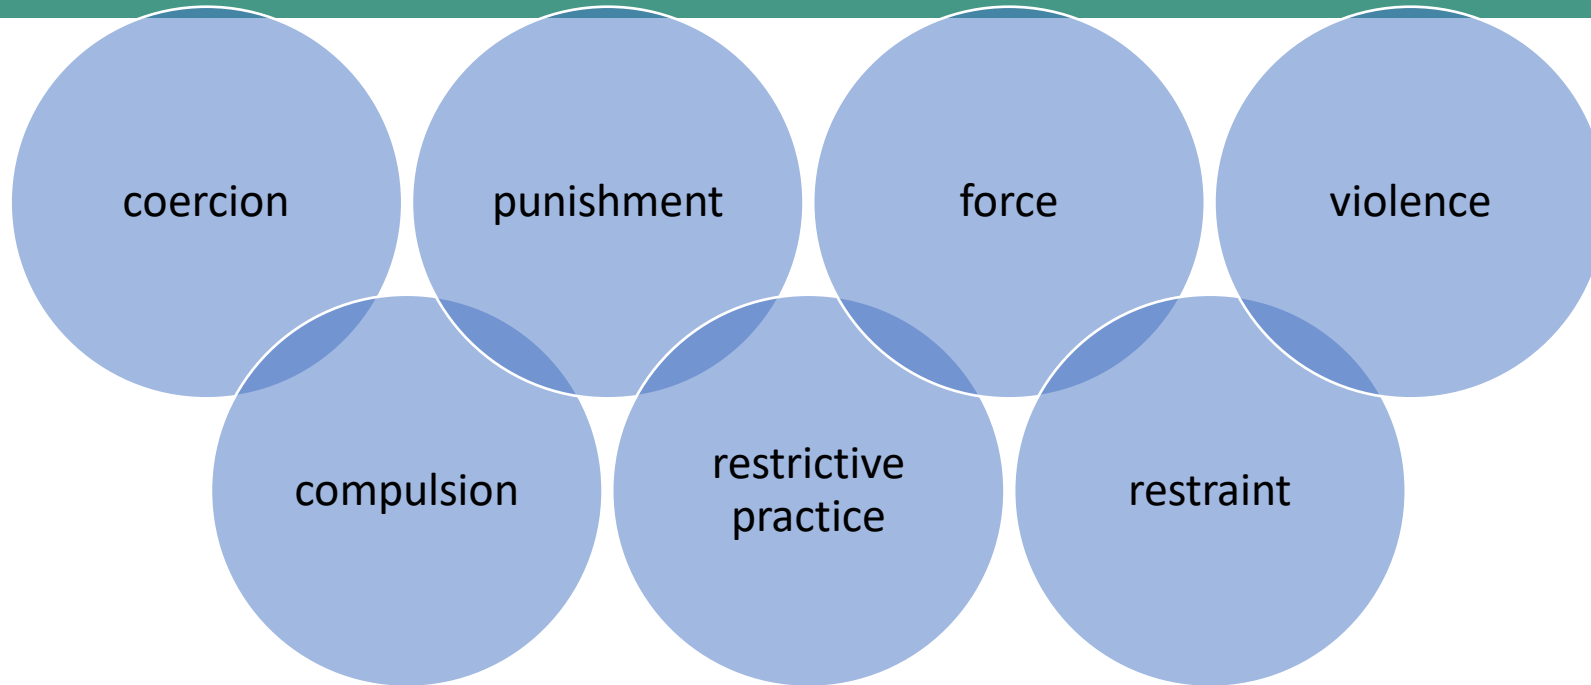 coercion
punishment
force
violence
compulsion
restrictive
practice
restraint